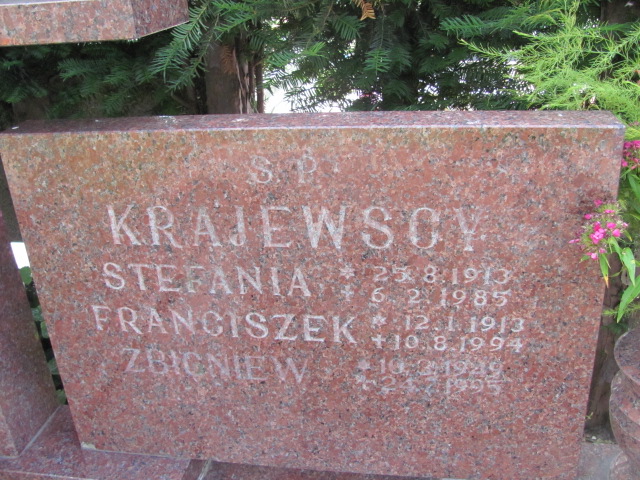 S.P.
KRAJEWSCY
STEFANIA * 25.8.1913
+ 6.2.1985
FRANCISZEK * 12.1.1913
+10.8.1994
ZBIGNIEW